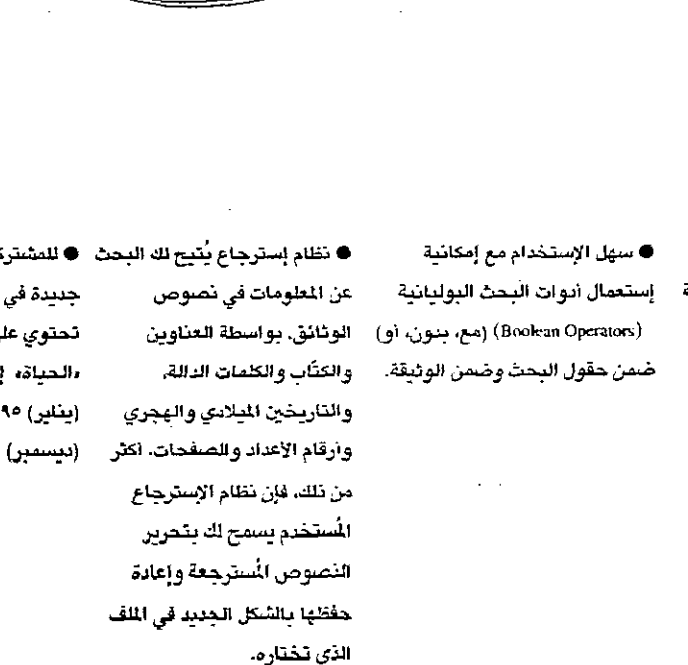 ● سهل الإستخدام مع إمكانية
إستعمال أدوات البحث البوليانية
(Boolean Operators) (مع، بدون، أو)
ضمن حقول البحث وضمن الوثيقة.
● نظام إسترجاع يُتيح لك البحث
عن المعلومات في نصوص
الوثائق. بواسطة العناوين
والكتّاب والكلمات الدالة،
والتاريخين الميلادي والهجري
وأرقام الأعداد والصفحات. أكثر
من ذلك، فإن نظام الإسترجاع
المُستخدم يسمح لك بتحرير
النصوص المُسترجعة وإعادة
حفظها بالشكل الجديد في الملف
الذي تختاره.
● للمشترك
جديدة في
تحتوي على
«الحياة»
(يناير) ٩٥
(ديسمبر)